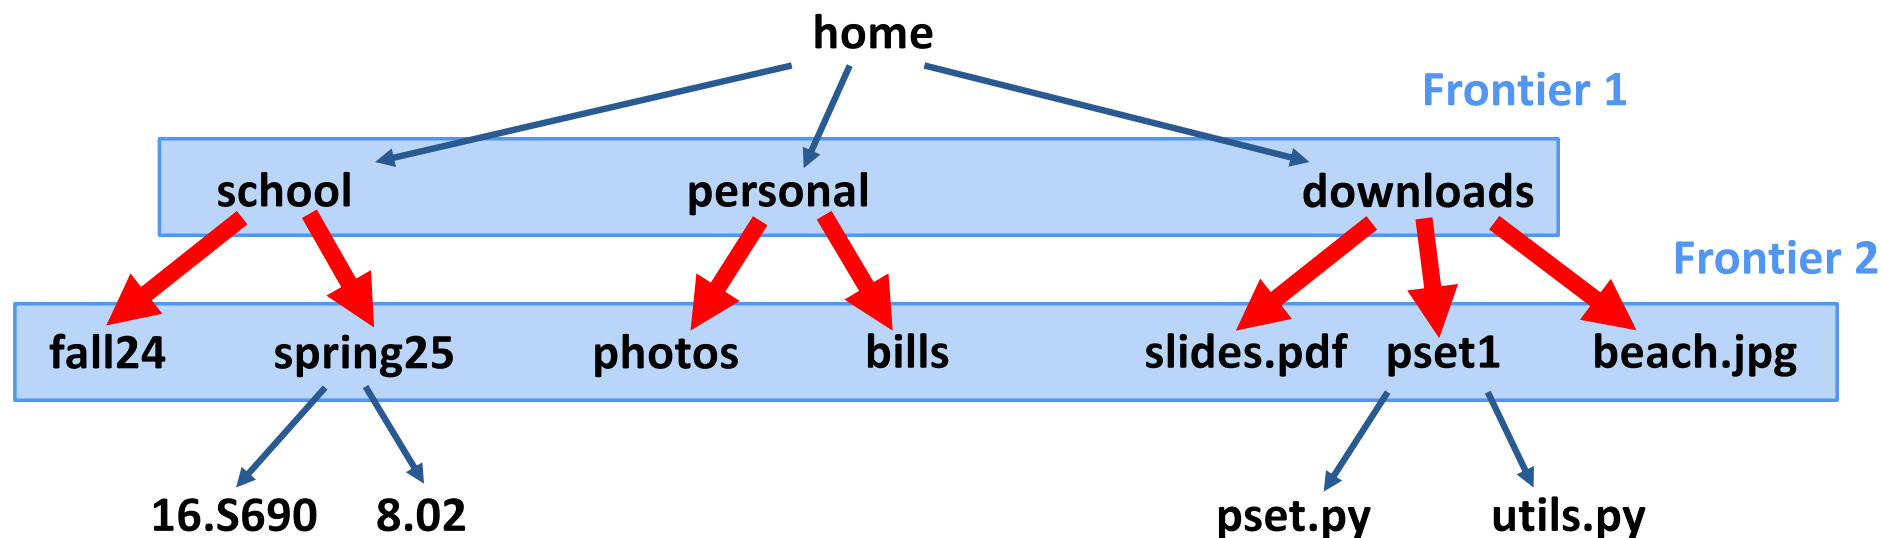 home
Frontier 1
school personal downloads
Frontier 2
fall24 spring25 photos bills slides.pdf pset1 beach.jpg
16.S690 8.02 pset.py utils.py